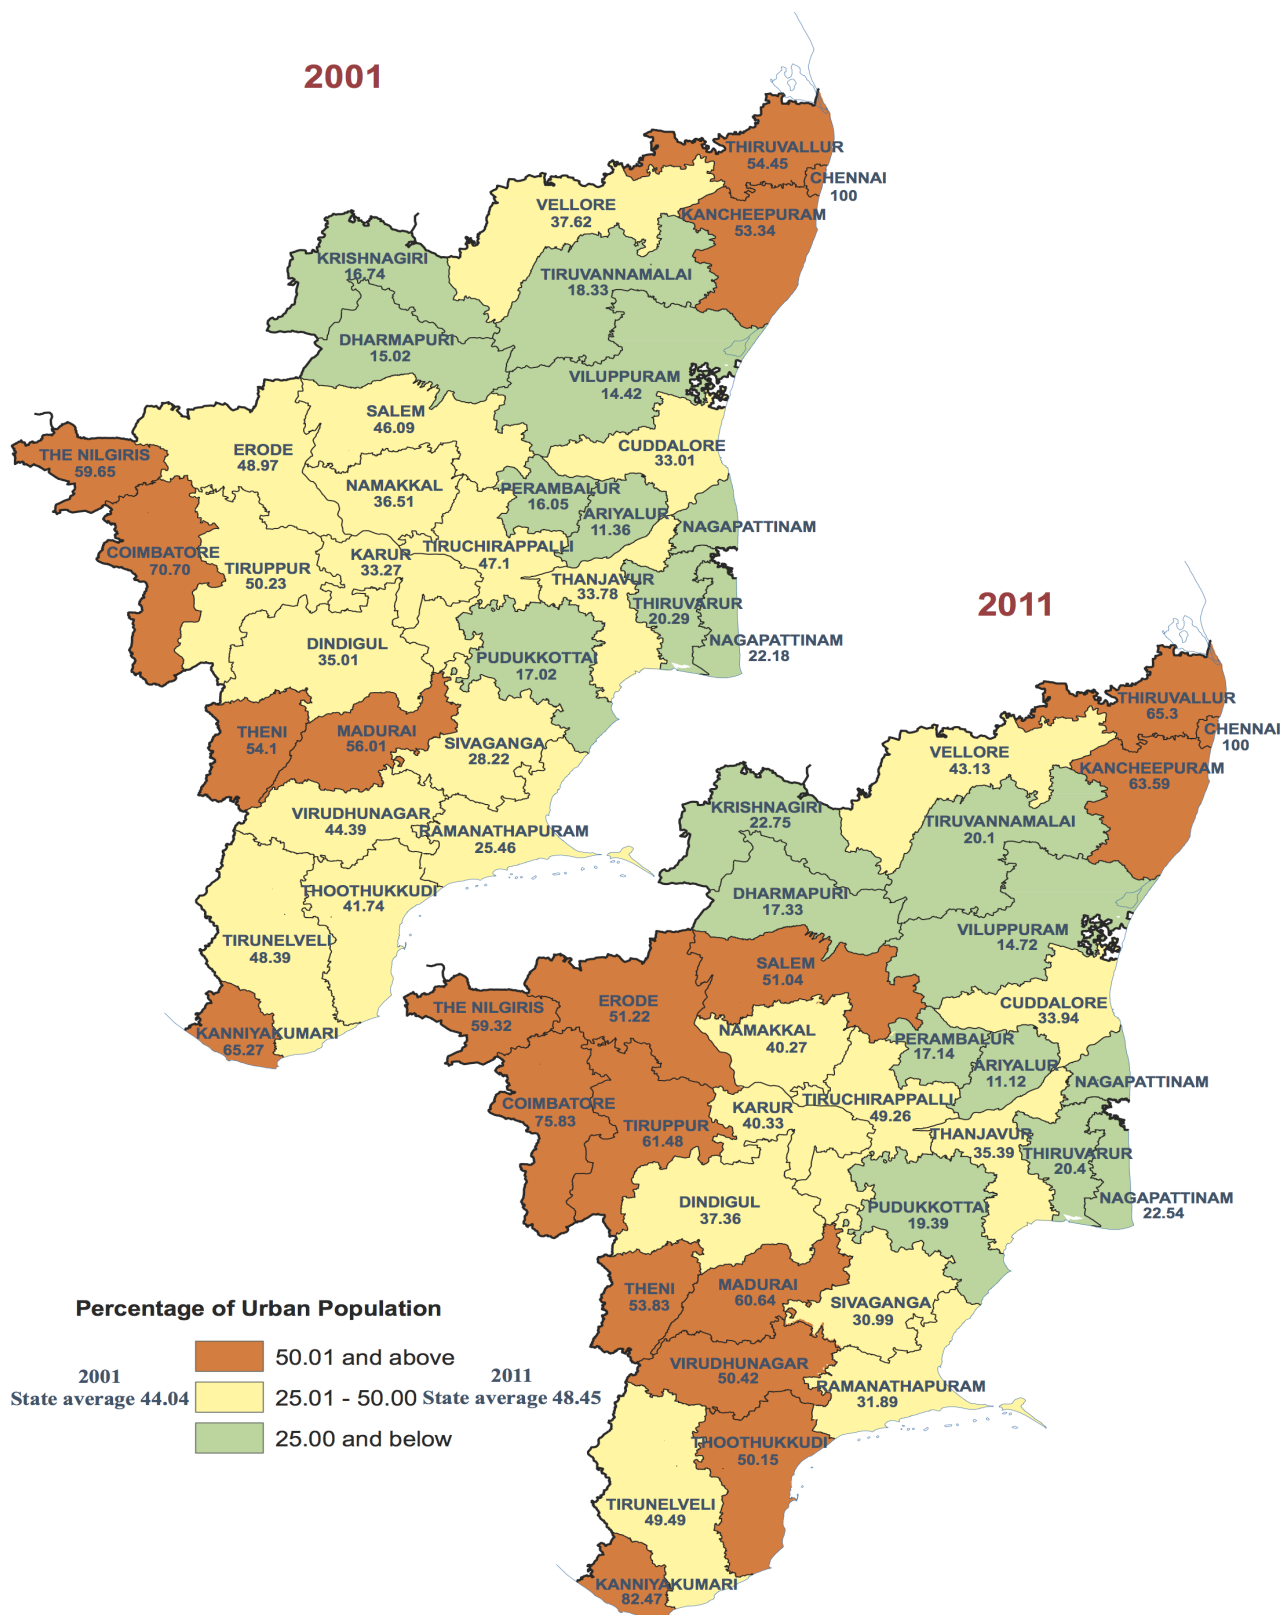 2001
THIRUVALLUR
54.45
CHENNAI
100
VELLORE
37.62
KANCHEEPURAM
53.34
KRISHNAGIRI
16.74
TIRUVANNAMALAI
18.33
DHARMAPURI
15.02
VILUPPURAM
14.42
SALEM
46.09
CUDDALORE
33.01
THE NILGIRIS
59.65
ERODE
48.97
NAMAKKAL
36.51
PERAMBALUR
16.05
ARIYALUR
11.36
NAGAPATTINAM
COIMBATORE
70.70
TIRUPPUR
50.23
KARUR
33.27
TIRUCHIRAPPALLI
47.1
THANJAVUR
33.78
THIRUVARUR
20.29
NAGAPATTINAM
22.18
DINDIGUL
35.01
PUDUKKOTTAI
17.02
THENI
54.1
MADURAI
56.01
SIVAGANGA
28.22
VIRUDHUNAGAR
44.39
RAMANATHAPURAM
25.46
THOOTHUKKUDI
41.74
TIRUNELVELI
48.39
KANNIYAKUMARI
65.27
2011
THIRUVALLUR
65.3
CHENNAI
100
VELLORE
43.13
KANCHEEPURAM
63.59
KRISHNAGIRI
22.75
TIRUVANNAMALAI
20.1
DHARMAPURI
17.33
VILUPPURAM
14.72
SALEM
51.04
CUDDALORE
33.94
THE NILGIRIS
59.32
ERODE
51.22
NAMAKKAL
40.27
PERAMBALUR
17.14
ARIYALUR
11.12
NAGAPATTINAM
COIMBATORE
75.83
TIRUPPUR
61.48
KARUR
40.33
TIRUCHIRAPPALLI
49.26
THANJAVUR
35.39
THIRUVARUR
20.4
NAGAPATTINAM
22.54
DINDIGUL
37.36
PUDUKKOTTAI
19.39
THENI
53.83
MADURAI
60.64
SIVAGANGA
30.99
VIRUDHUNAGAR
50.42
RAMANATHAPURAM
31.89
THOOTHUKKUDI
50.15
TIRUNELVELI
49.49
KANNIYAKUMARI
82.47
Percentage of Urban Population
50.01 and above
25.01 - 50.00
25.00 and below
2001
State average 44.04
2011
State average 48.45